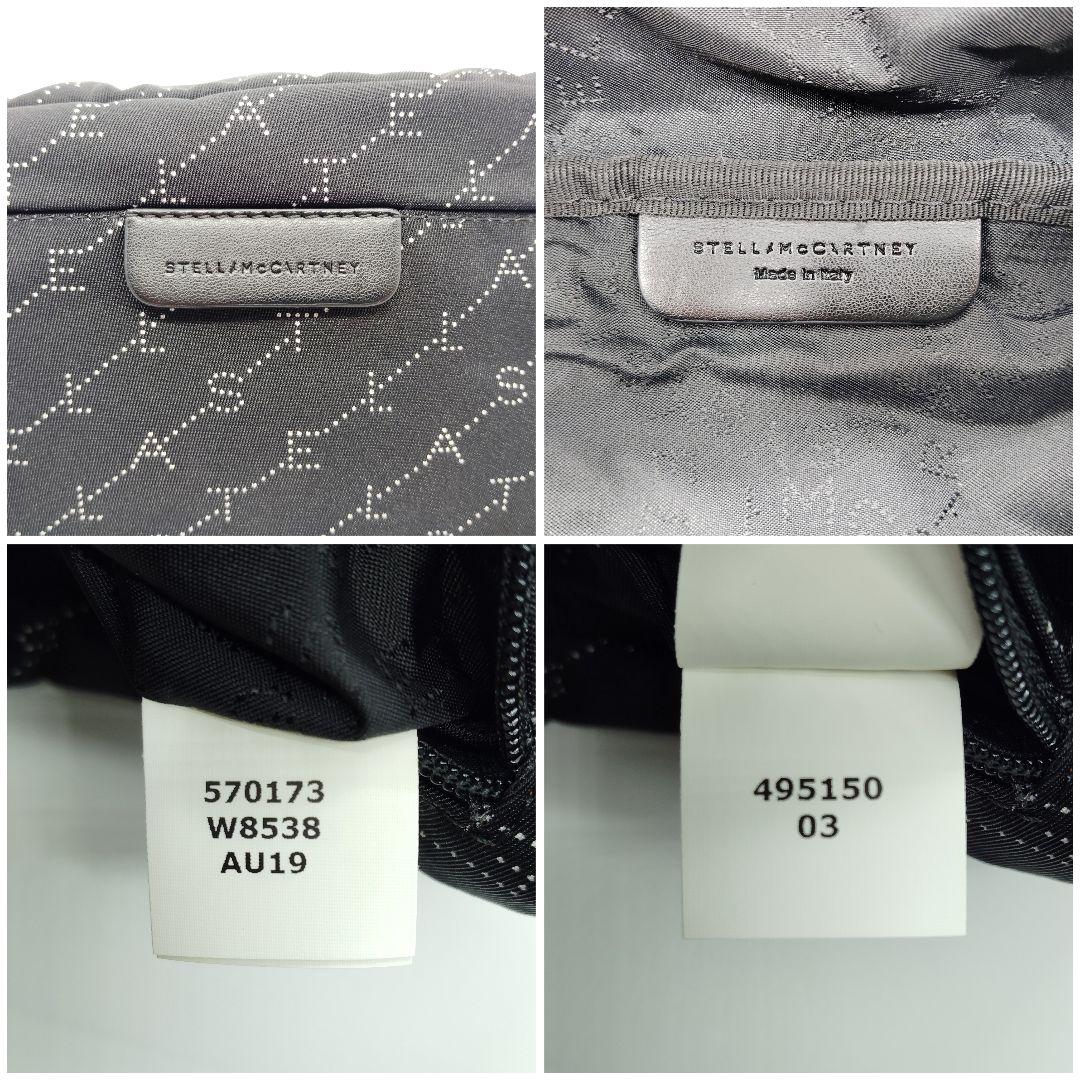 STELLA McCARTNEY
STELLA McCARTNEY
Made in Italy
570173
W8538
AU19
495150
03